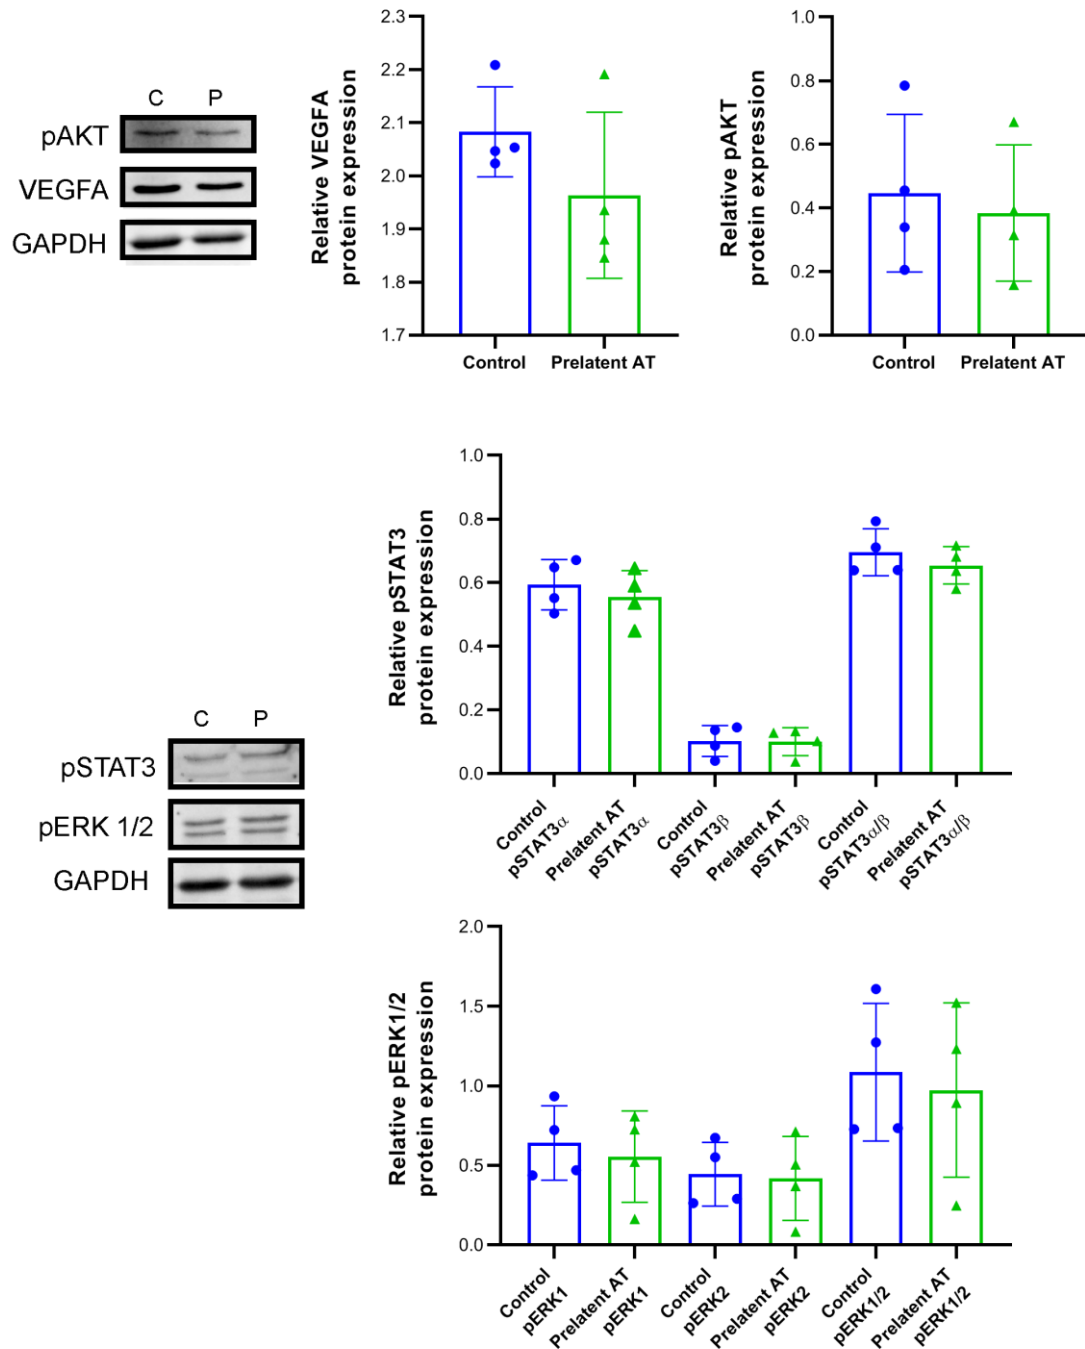 C P
pAKT
VEGFA
GAPDH
Relative VEGFA
protein expression
2.3
2.2
2.1
2.0
1.9
1.8
1.7
Control Prelatent AT
Relative pAKT
protein expression
1.0
0.8
0.6
0.4
0.2
0.0
Control Prelatent AT
C P
pSTAT3
pERK 1/2
GAPDH
Relative pSTAT3
protein expression
1.0
0.8
0.6
0.4
0.2
0.0
Control
pSTAT3α
Prelatent AT
pSTAT3α
Control
pSTAT3β
Prelatent AT
pSTAT3β
Control
pSTAT3α/β
Prelatent AT
pSTAT3α/β
Relative pERK1/2
protein expression
2.0
1.5
1.0
0.5
0.0
Control
pERK1
Prelatent AT
pERK1
Control
pERK2
Prelatent AT
pERK2
Control
pERK1/2
Prelatent AT
pERK1/2